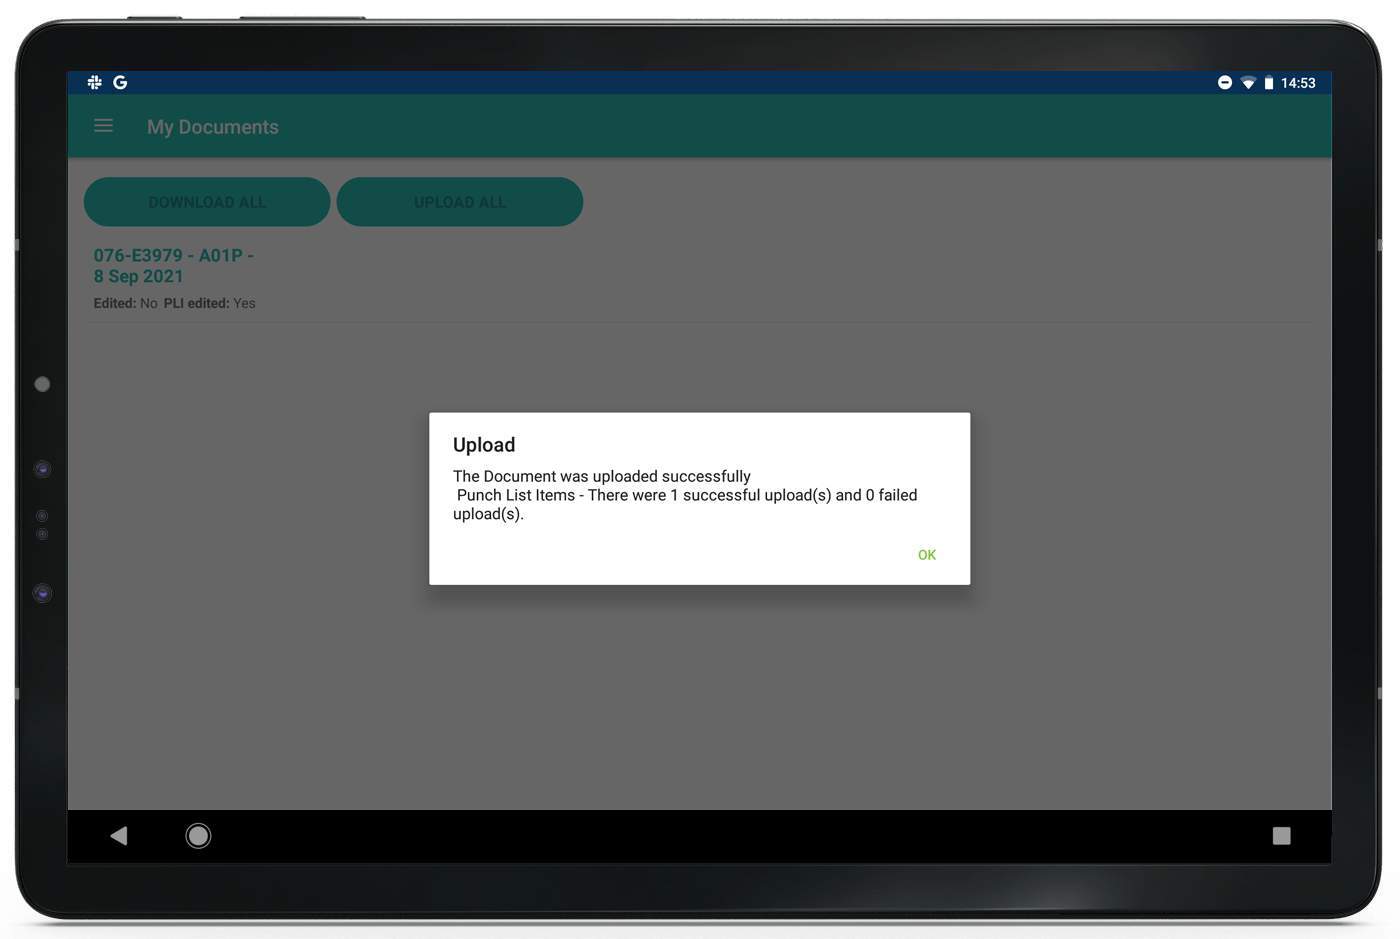 14:53
My Documents
DOWNLOAD ALL
UPLOAD ALL
076-E3979 - A01P -
8 Sep 2021
Edited: No PLI edited: Yes
Upload
The Document was uploaded successfully
Punch List Items - There were 1 successful upload(s) and 0 failed
upload(s).
OK